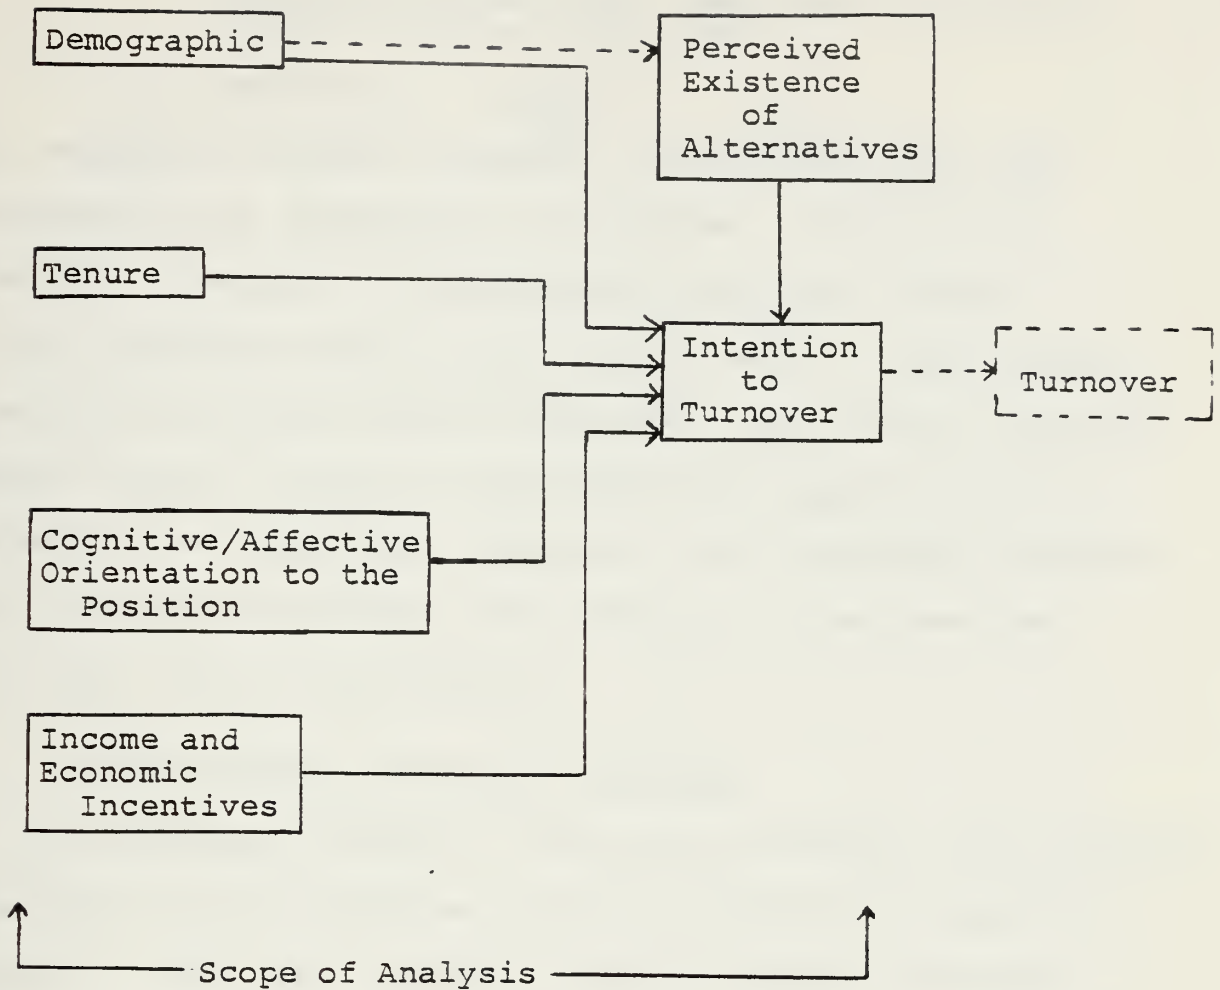 Demographic
Perceived
Existence
of
Alternatives
Tenure
Intention
to
Turnover
Turnover
Cognitive/Affective
Orientation to the
Position
Income and
Economic
Incentives
Scope of Analysis